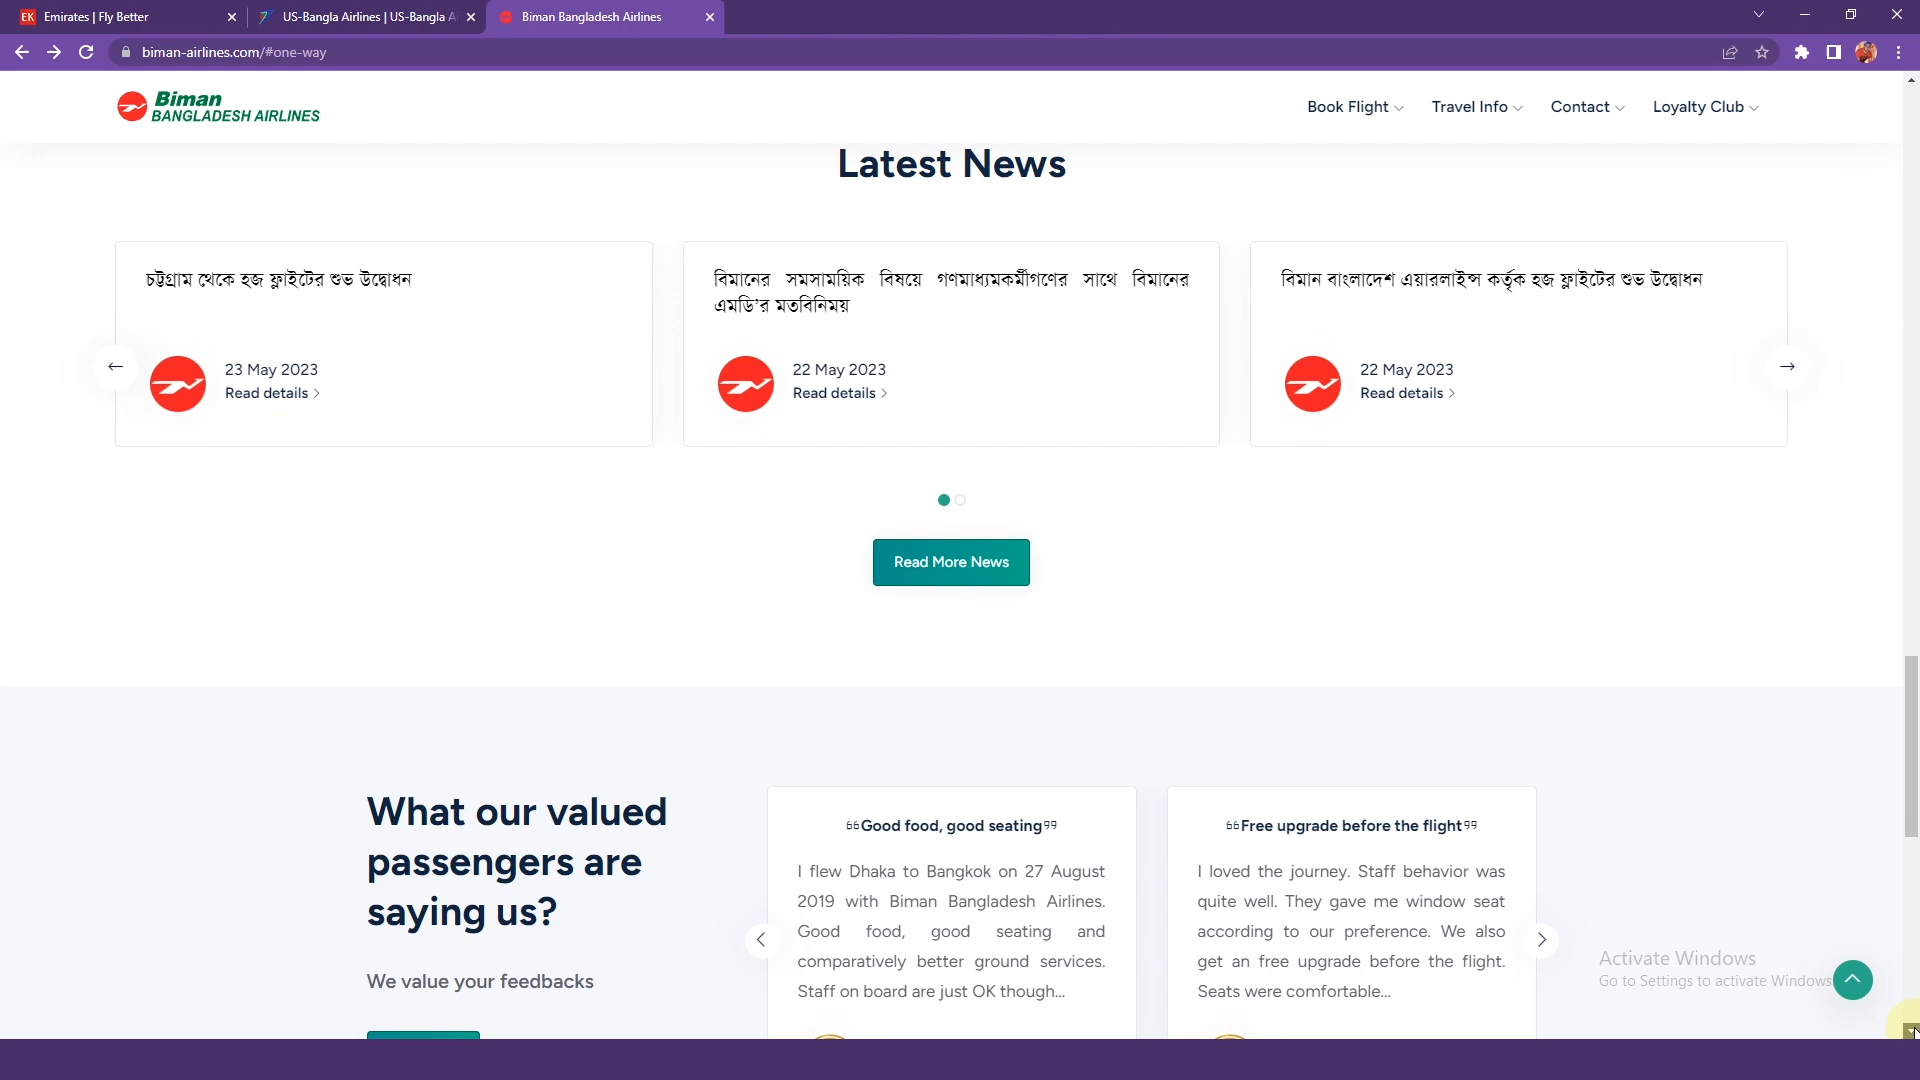 Emirates | Fly Better
US-Bangla Airlines | US-Bangla A
Biman Bangladesh Airlines
biman-airlines.com/#one-way
Biman
BANGLADESH AIRLINES
Book Flight
Travel Info
Contact
Loyalty Club
Latest News
চট্টগ্রাম থেকে হজ ফ্লাইটের শুভ উদ্বোধন
23 May 2023
Read details
বিমানের সমসাময়িক বিষয়ে গণমাধ্যমকর্মীগণের সাথে বিমানের
এমডি’র মতবিনিময়
22 May 2023
Read details
বিমান বাংলাদেশ এয়ারলাইন্স কর্তৃক হজ ফ্লাইটের শুভ উদ্বোধন
22 May 2023
Read details
Read More News
What our valued
passengers are
saying us?
We value your feedbacks
“Good food, good seating”
I flew Dhaka to Bangkok on 27 August
2019 with Biman Bangladesh Airlines.
Good food, good seating and
comparatively better ground services.
Staff on board are just OK though...
“Free upgrade before the flight”
I loved the journey. Staff behavior was
quite well. They gave me window seat
according to our preference. We also
get an free upgrade before the flight.
Seats were comfortable...
Activate Windows
Go to Settings to activate Windows